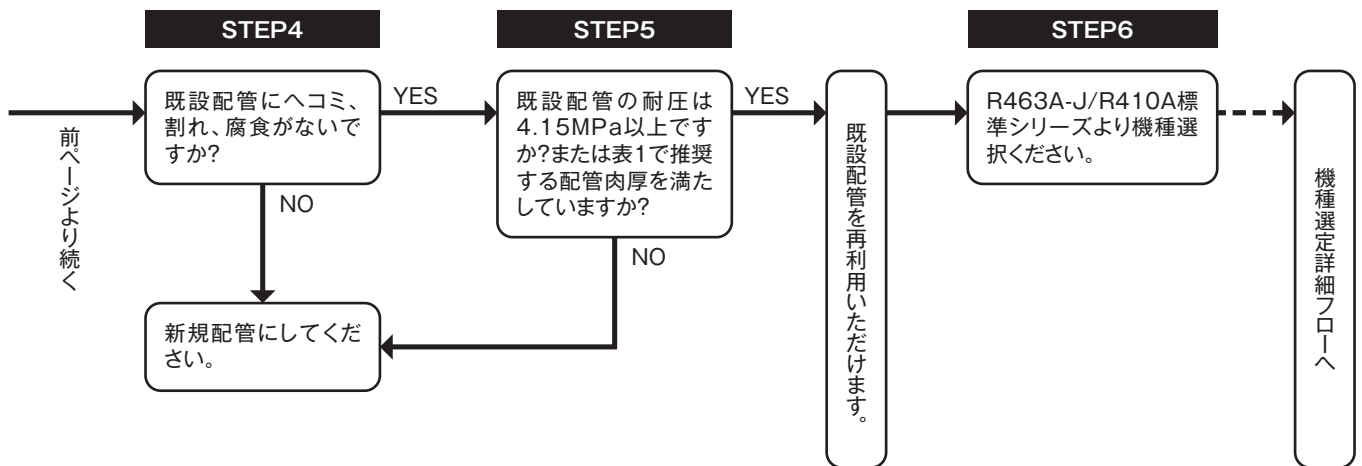 STEP4
STEP5
STEP6
前ページより続く
既設配管にヘコミ、
割れ、腐食がないで
すか?
YES
NO
既設配管の耐圧は
4.15MPa以上です
か?または表1で推奨
する配管肉厚を満た
していますか?
YES
NO
新規配管にしてくだ
さい。
既設配管を再利用いただけます。
R463A-J/R410A標
準シリーズより機種選
択ください。
機種選定詳細フローへ